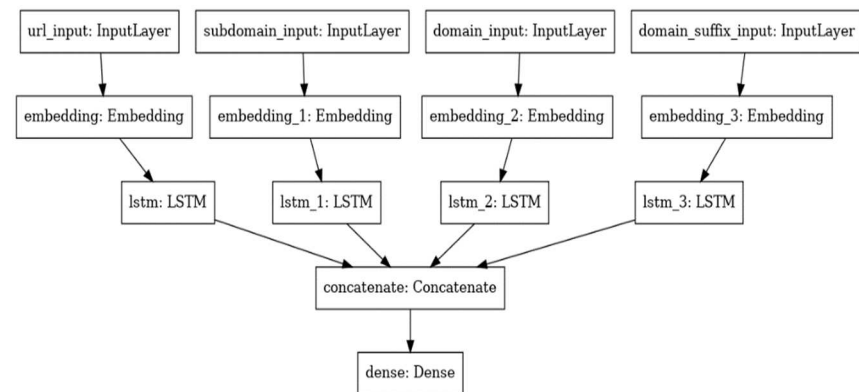 url_input: InputLayer
subdomain_input: InputLayer
domain_input: InputLayer
domain_suffix_input: InputLayer
embedding: Embedding
embedding_1: Embedding
embedding_2: Embedding
embedding_3: Embedding
lstm: LSTM
lstm_1: LSTM
lstm_2: LSTM
lstm_3: LSTM
concatenate: Concatenate
dense: Dense